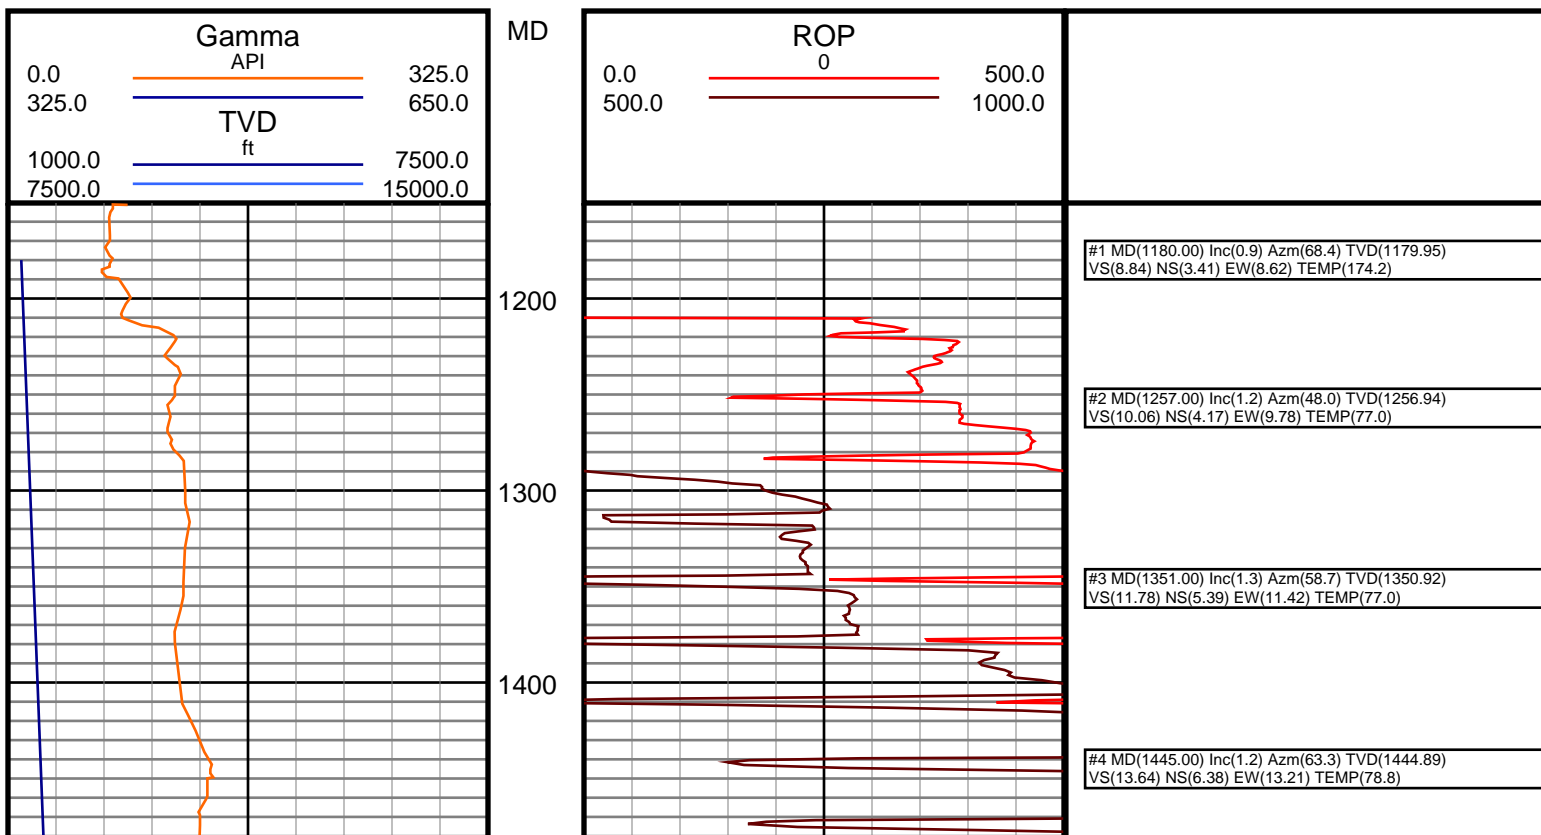 Gamma
API
0.0 325.0
325.0 650.0
TVD
ft
1000.0 7500.0
7500.0 15000.0
MD
ROP
0
0.0 500.0
500.0 1000.0
#1 MD(1180.00) Inc(0.9) Azm(68.4) TVD(1179.95)
VS(8.84) NS(3.41) EW(8.62) TEMP(174.2)
1200
#2 MD(1257.00) Inc(1.2) Azm(48.0) TVD(1256.94)
VS(10.06) NS(4.17) EW(9.78) TEMP(77.0)
1300
#3 MD(1351.00) Inc(1.3) Azm(58.7) TVD(1350.92)
VS(11.78) NS(5.39) EW(11.42) TEMP(77.0)
1400
#4 MD(1445.00) Inc(1.2) Azm(63.3) TVD(1444.89)
VS(13.64) NS(6.38) EW(13.21) TEMP(78.8)